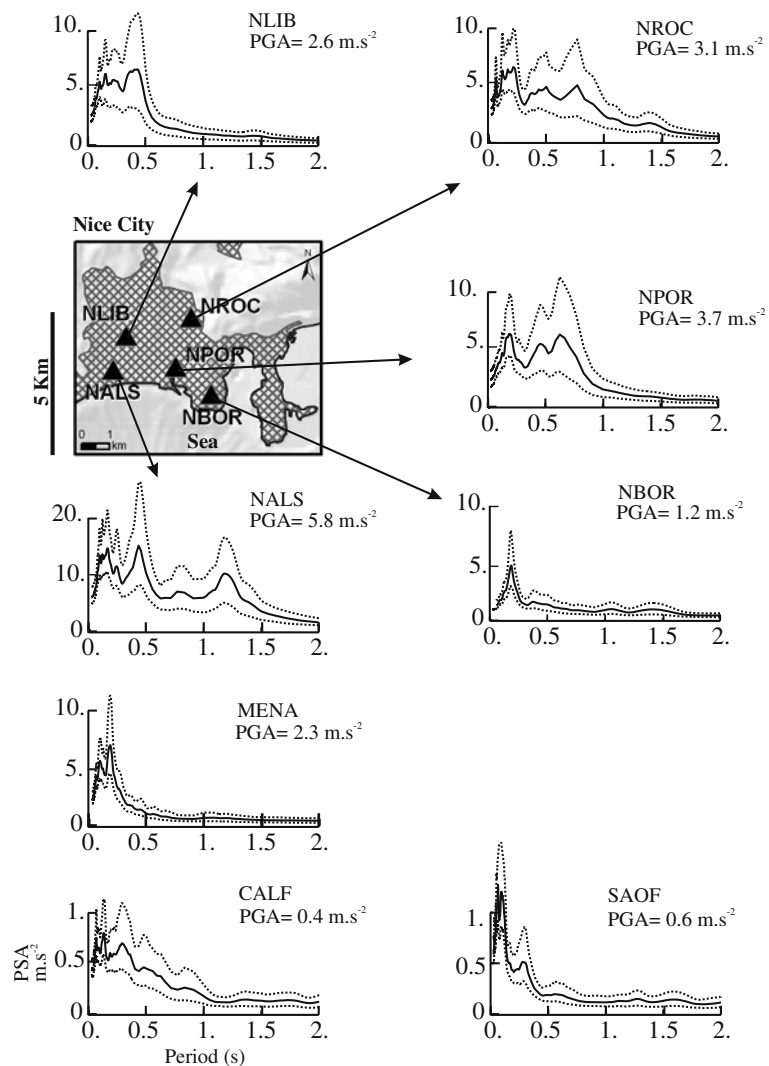 NLIB
PGA= 2.6 m.s-2
10.
5.
0.
0. 0.5 1. 1.5 2.
NROC
PGA= 3.1 m.s-2
10.
5.
0.
0. 0.5 1. 1.5 2.
Nice City
N
NLIB
NROC
NPOR
NALS
NBOR
Sea
0 1
km
5 Km
NPOR
PGA= 3.7 m.s-2
10.
5.
0.
0. 0.5 1. 1.5 2.
NALS
PGA= 5.8 m.s-2
20.
10.
0.
0. 0.5 1. 1.5 2.
NBOR
PGA= 1.2 m.s-2
10.
5.
0.
0. 0.5 1. 1.5 2.
MENA
PGA= 2.3 m.s-2
10.
5.
0.
0. 0.5 1. 1.5 2.
CALF
PGA= 0.4 m.s-2
1.
0.5
0.
PSA
m.s-2
0. 0.5 1. 1.5 2.
Period (s)
SAOF
PGA= 0.6 m.s-2
1.
0.5
0.
0. 0.5 1. 1.5 2.